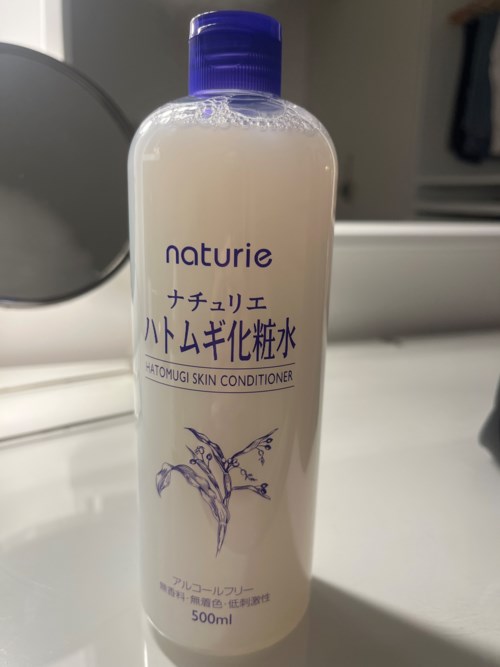 naturie
ナチュリエ
ハトムギ化粧水
HATOMUGI SKIN CONDITIONER
アルコールフリー
無香料・無着色・低刺激性
500ml